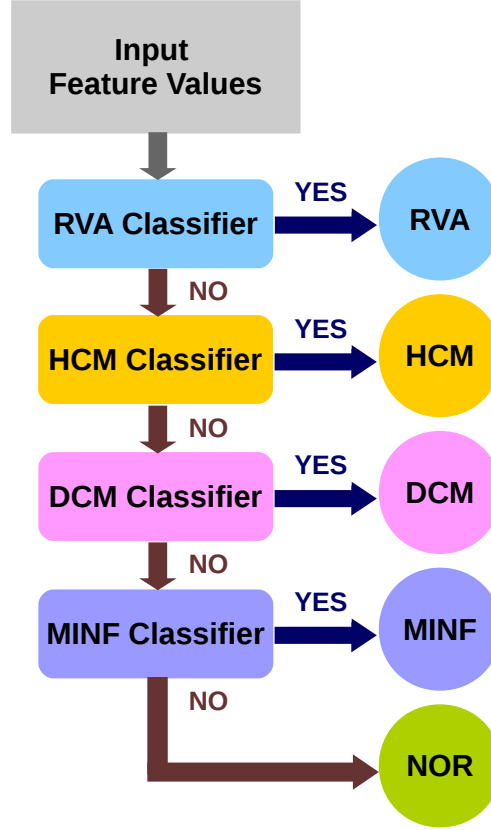 Input
Feature Values
YES
RVA Classifier
RVA
NO
YES
HCM Classifier
HCM
NO
YES
DCM Classifier
DCM
NO
YES
MINF Classifier
MINF
NO
NOR